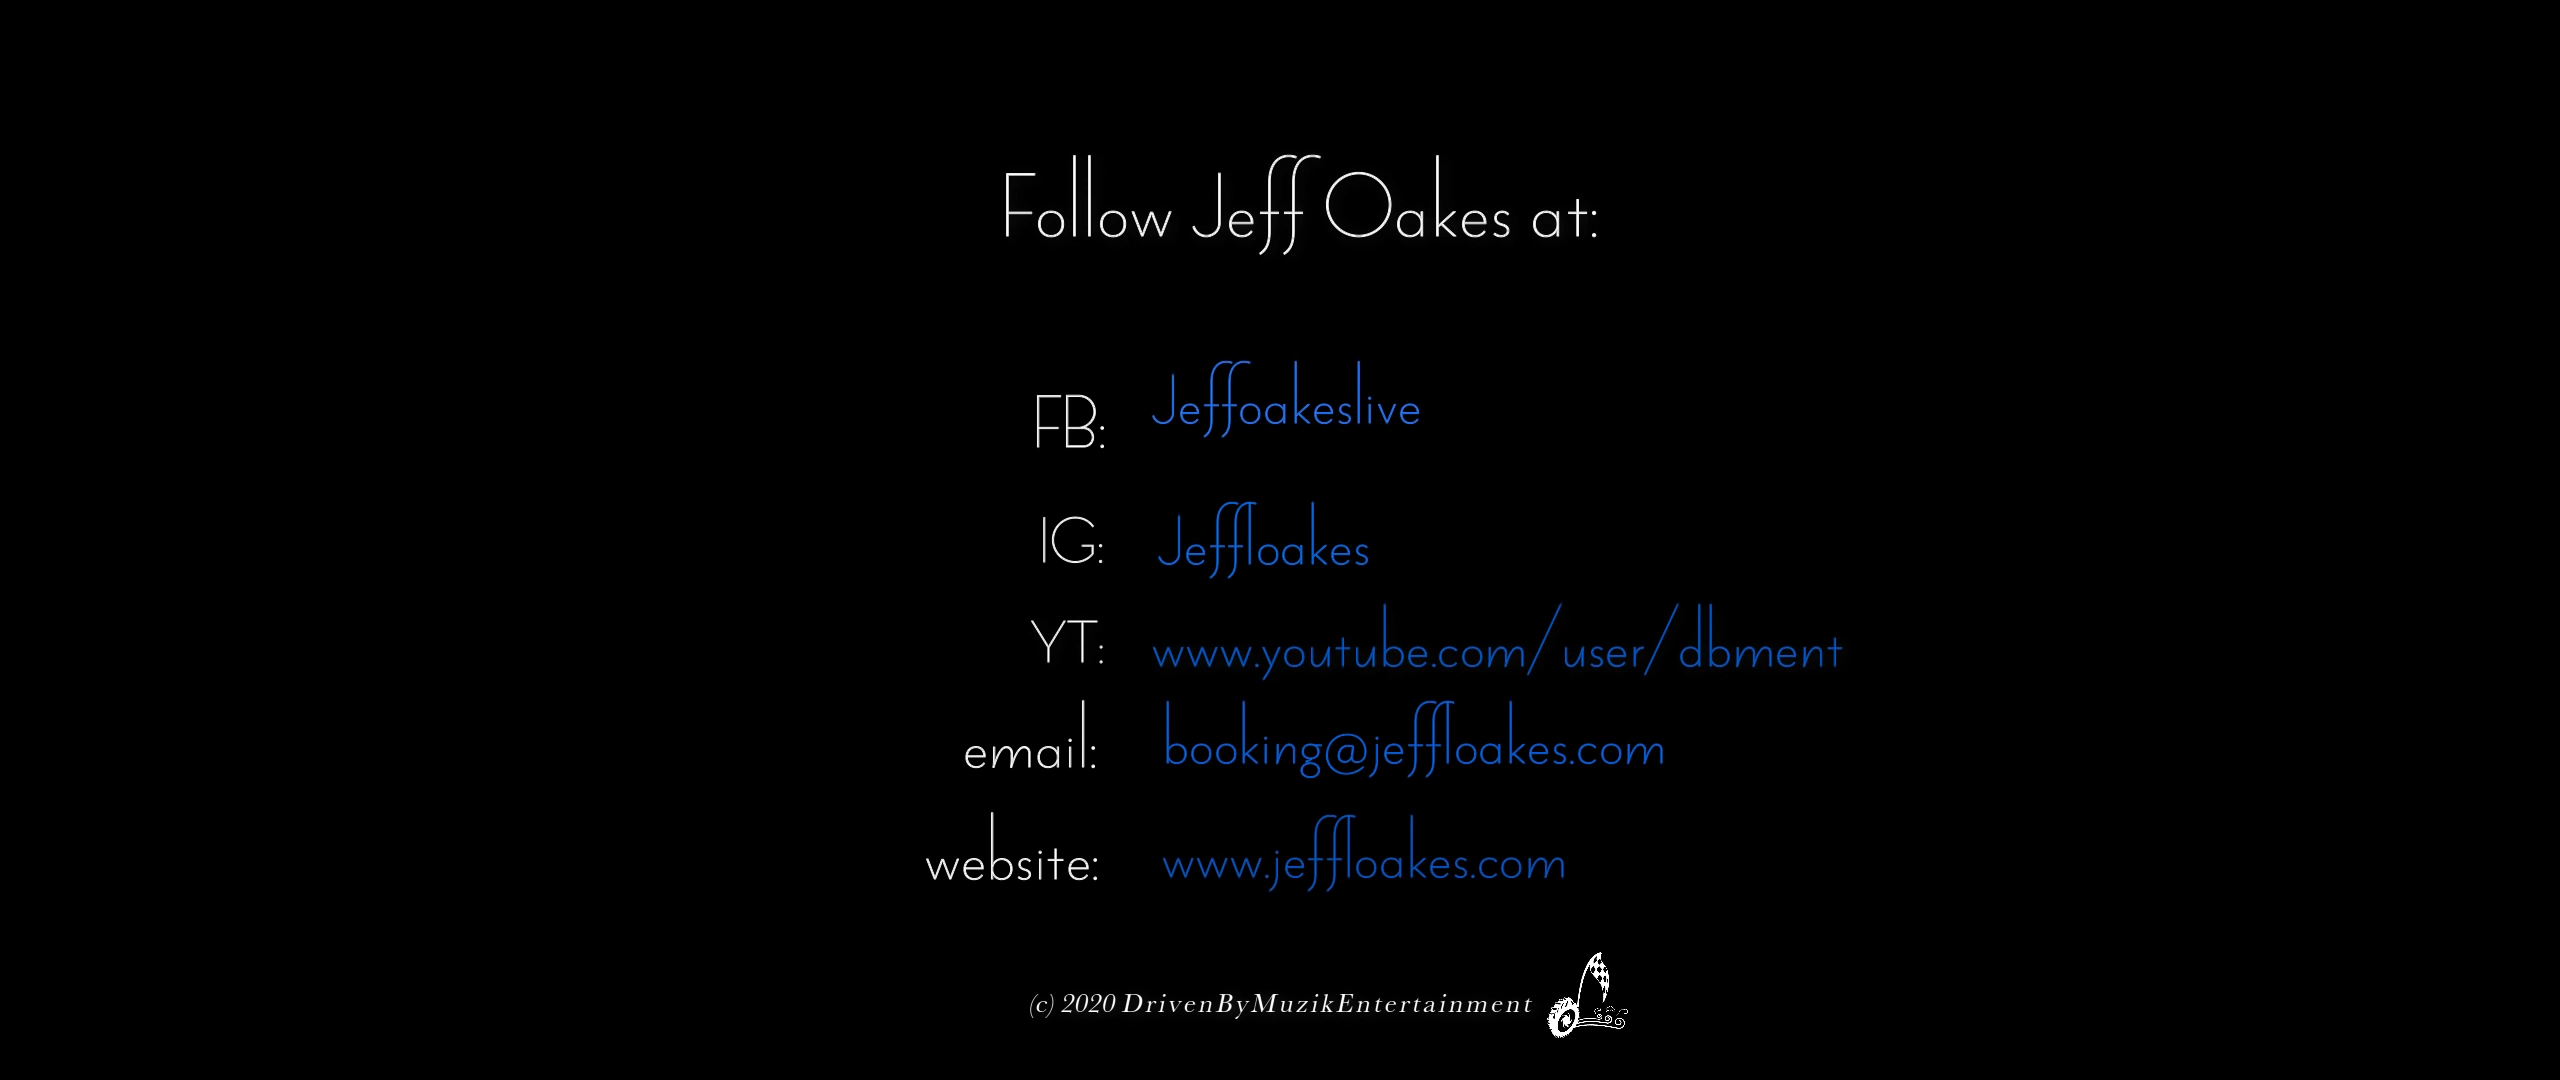 Follow Jeff Oakes at:
FB: Jeffoakeslive
IG: Jeffloakes
YT: www.youtube.com/user/dbment
email: booking@jeffloakes.com
website: www.jeffloakes.com
(c) 2020 DrivenByMuzikEntertainment